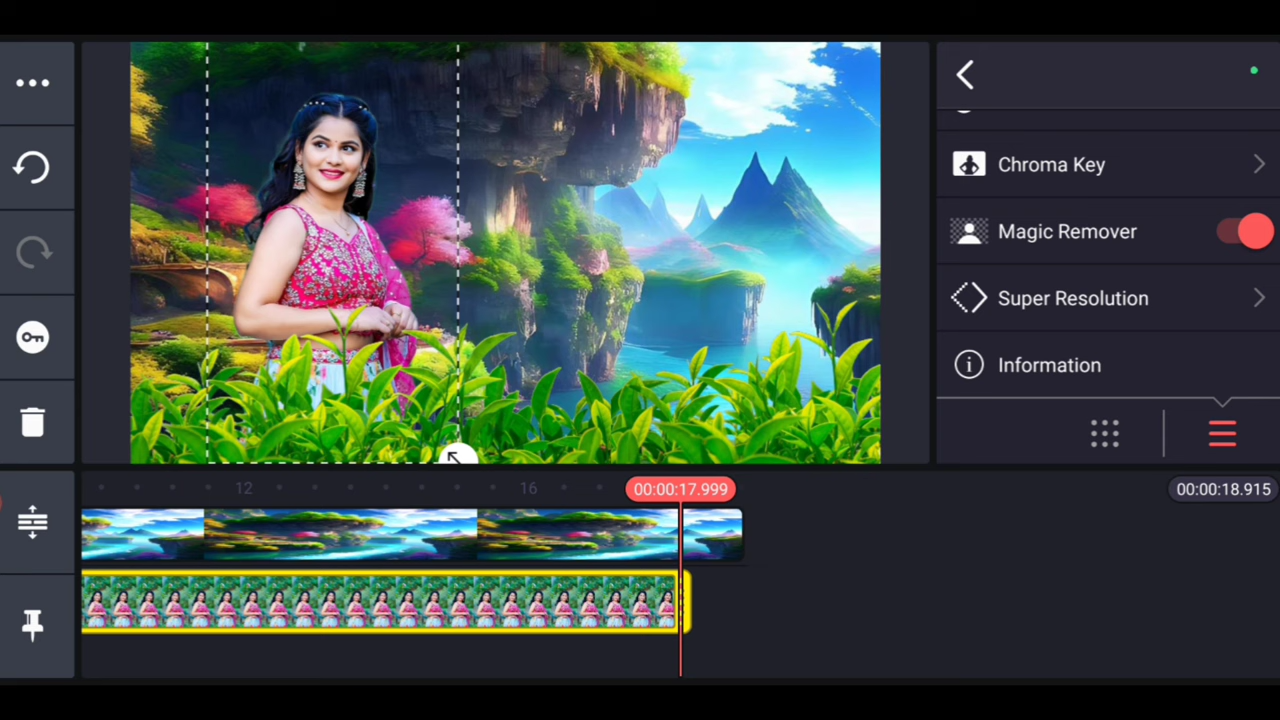 Chroma Key
Magic Remover
Super Resolution
Information
12
16
00:00:17.999
00:00:18.915